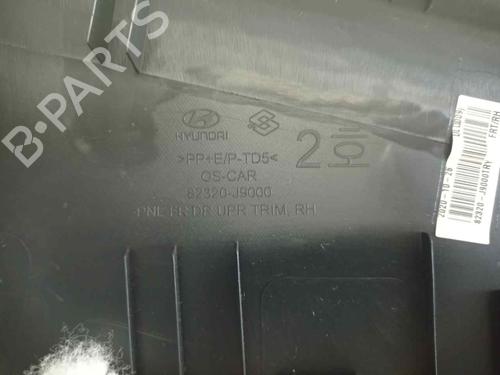 B-PARTS
HYUNDAI
>PP+E/P-TD5<
OS-CAR
82320-J9000
PNL FR DR UPR TRIM, RH
2
FRT/RH
82320-J9000TRY
2020-10-28